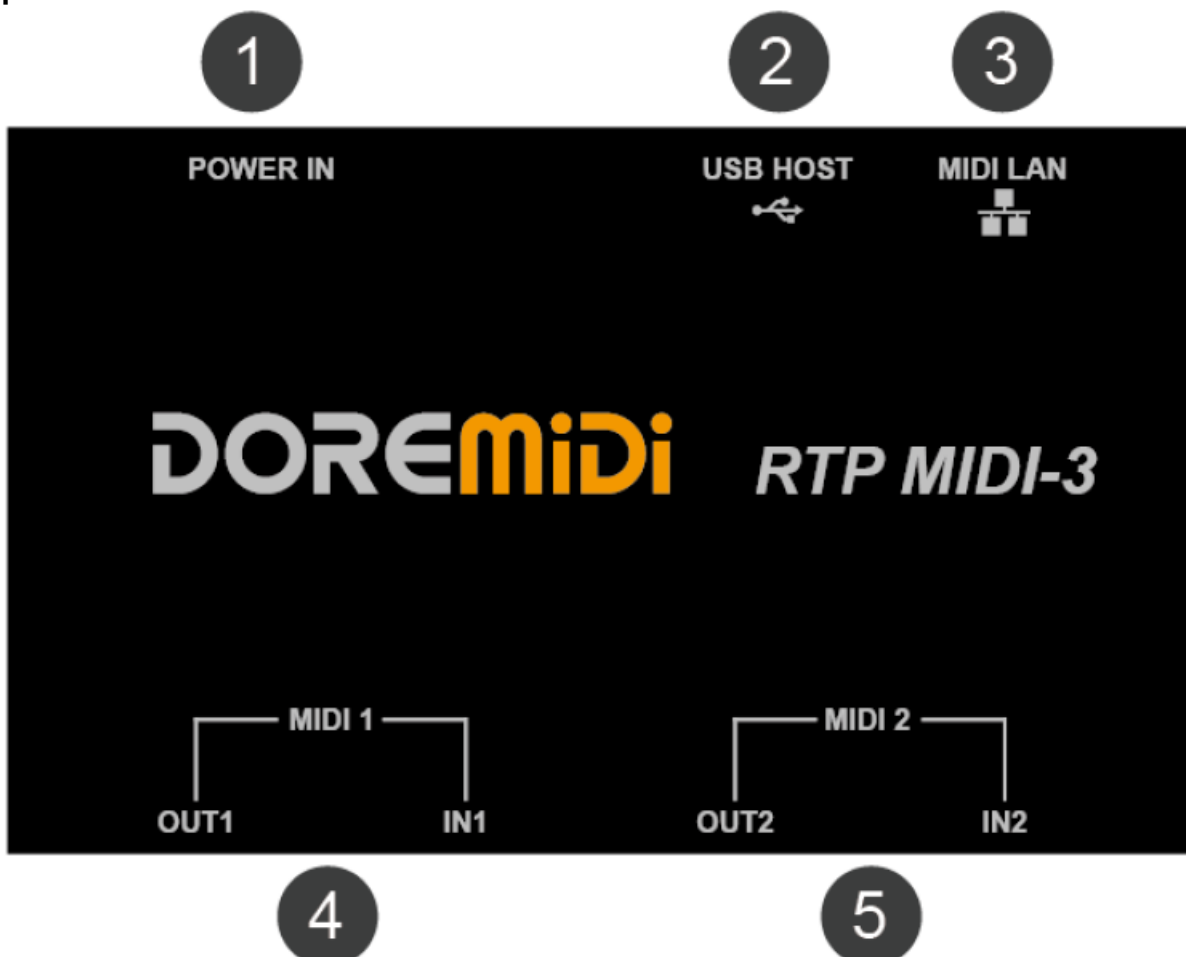 1 2 3
POWER IN USB HOST MIDI LAN
DOREMiDi RTP MIDI-3
MIDI 1 MIDI 2
OUT1 IN1 OUT2 IN2
4 5